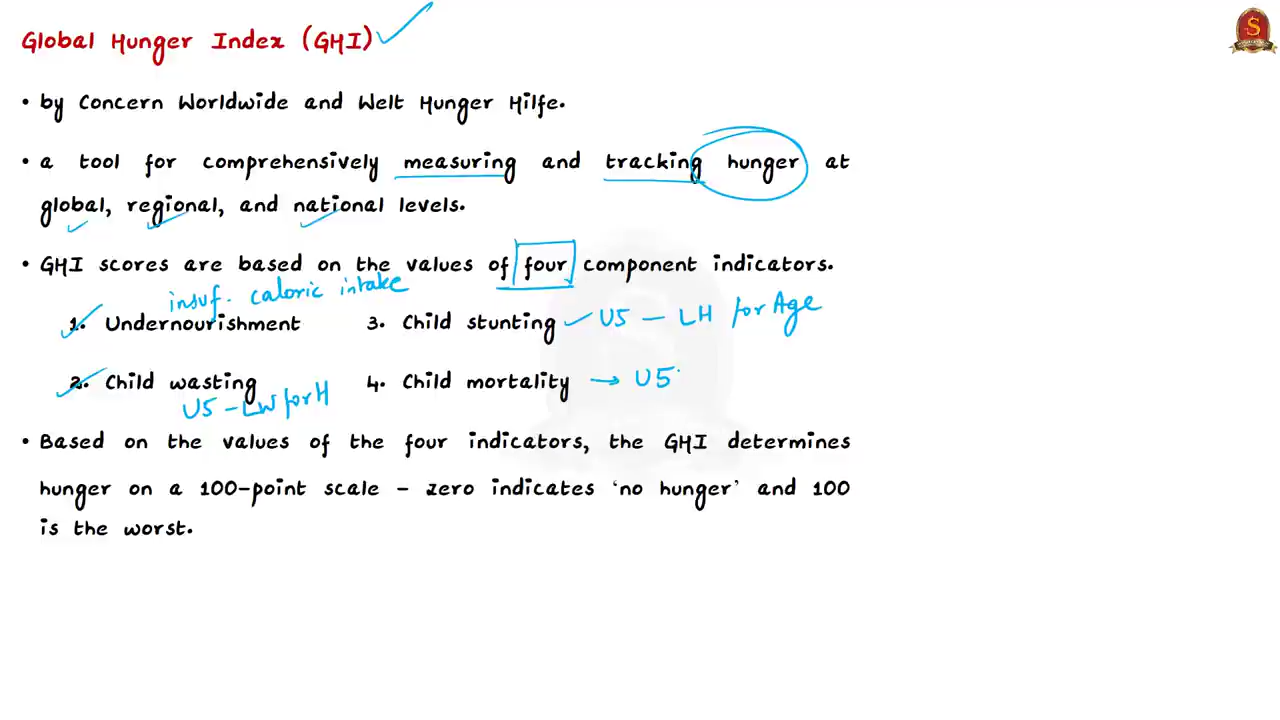 Global Hunger Index (GHI)
• by Concern Worldwide and Welt Hunger Hilfe.
• a tool for comprehensively measuring and tracking hunger at
global, regional, and national levels.
• GHI scores are based on the values of four component indicators.
insuf. caloric intake
1. Undernourishment 3. Child stunting U5 – LH for Age
2. Child wasting 4. Child mortality → U5
U5 – LW for H
• Based on the values of the four indicators, the GHI determines
hunger on a 100-point scale – zero indicates ‘no hunger’ and 100
is the worst.
S